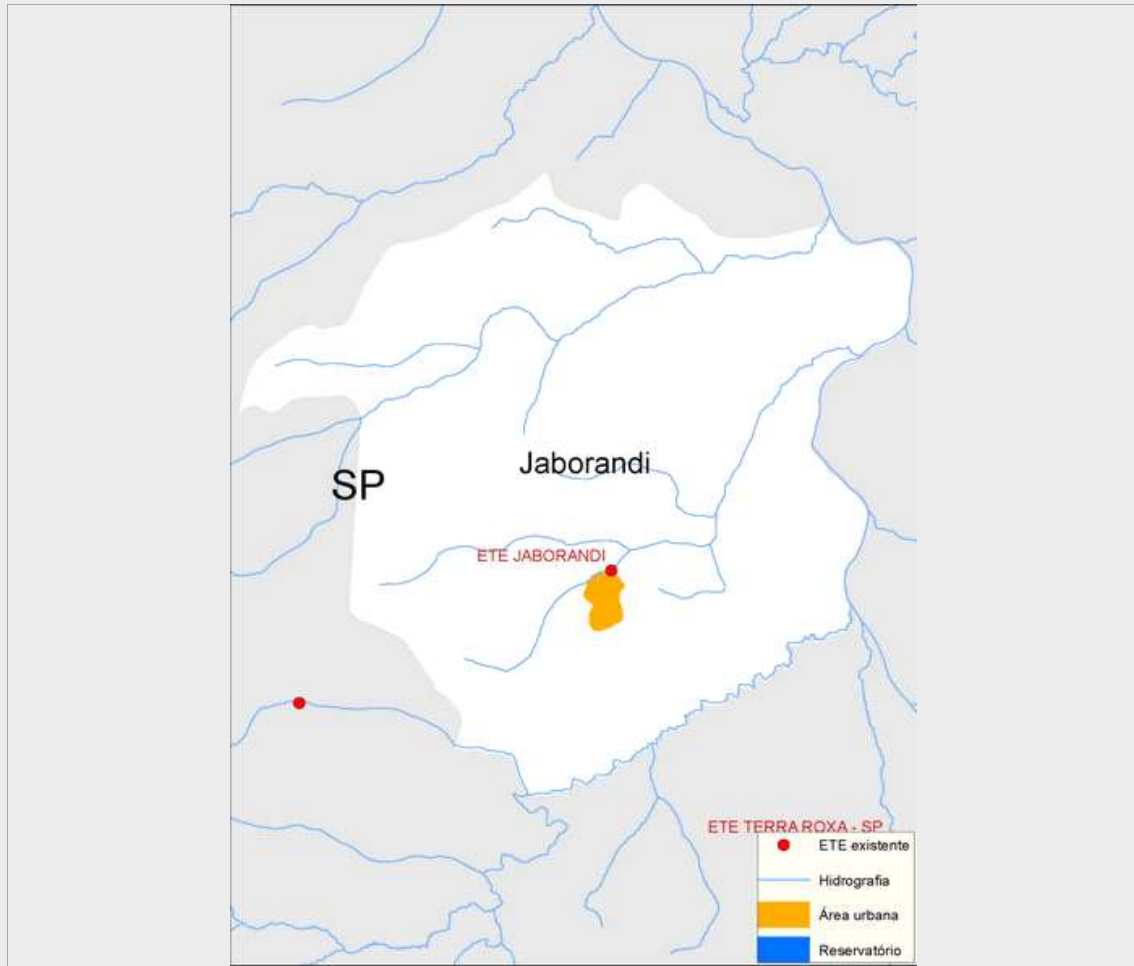 Jaborandi
SP
ETE JABORANDI
ETE TERRA ROXA - SP
ETE existente
Hidrografia
Área urbana
Reservatório